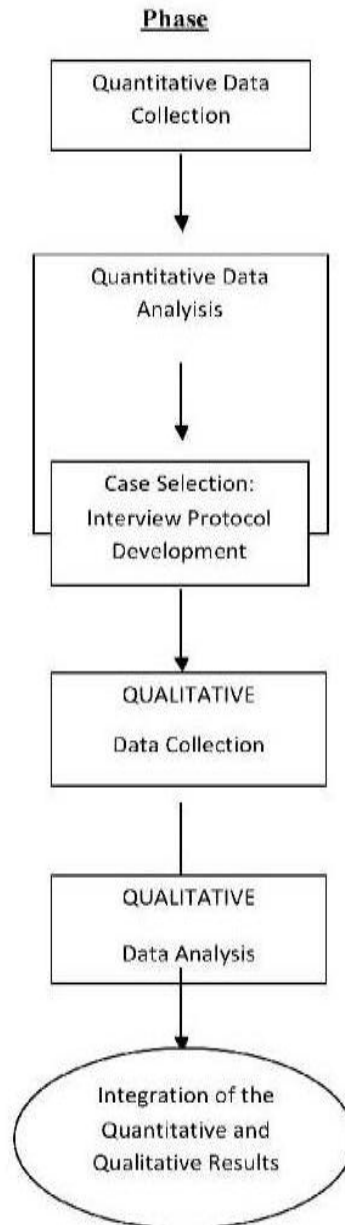 Phase
Quantitative Data
Collection
Quantitative Data
Analyisis
Case Selection:
Interview Protocol
Development
QUALITATIVE
Data Collection
QUALITATIVE
Data Analysis
Integration of the
Quantitative and
Qualitative Results